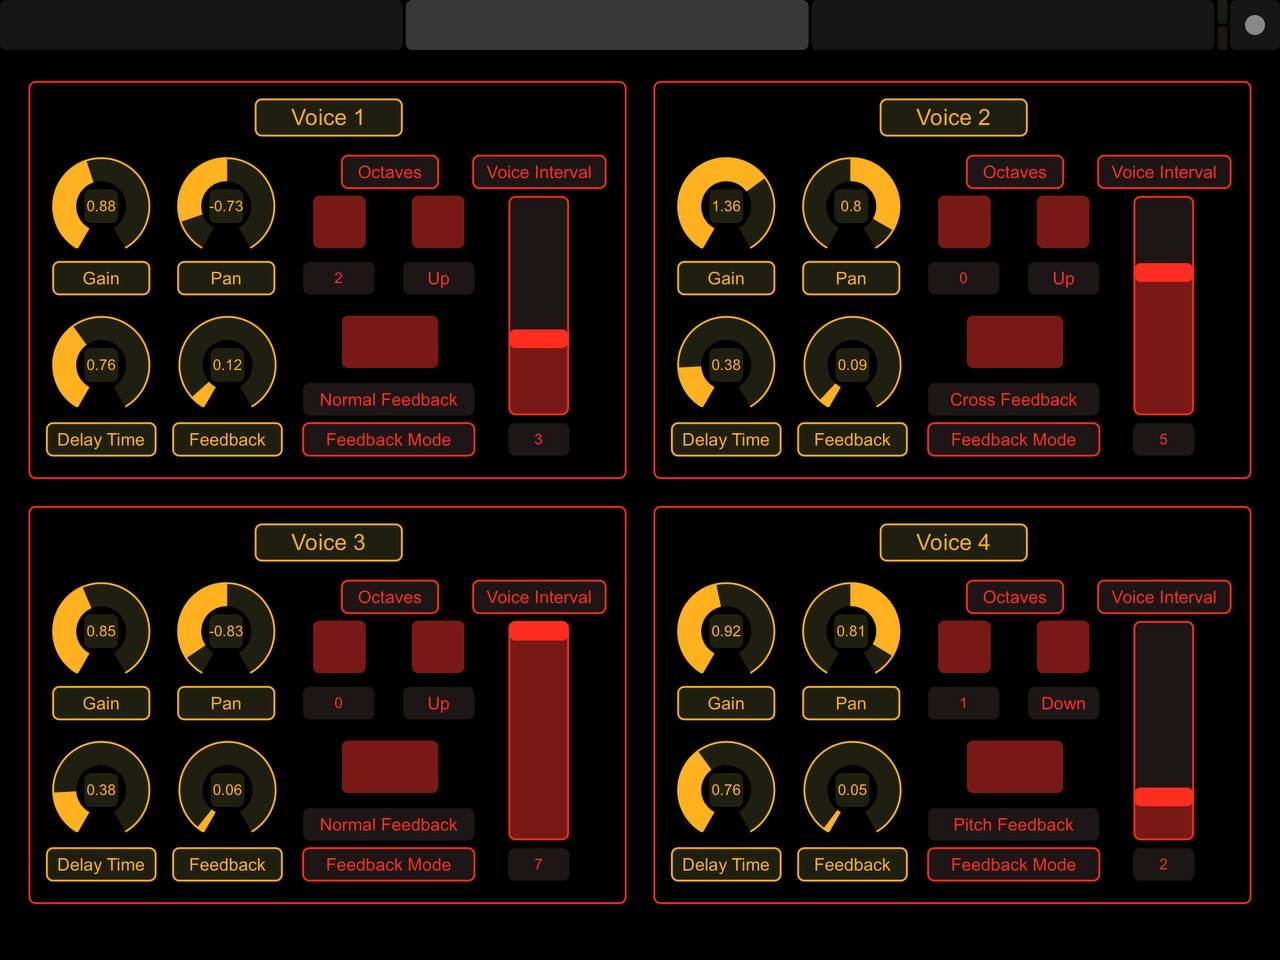 Voice 1
Octaves
Voice Interval
0.88
-0.73
Gain
Pan
2
Up
0.76
0.12
Normal Feedback
Delay Time
Feedback
Feedback Mode
3
Voice 2
Octaves
Voice Interval
1.36
0.8
Gain
Pan
0
Up
0.38
0.09
Cross Feedback
Delay Time
Feedback
Feedback Mode
5
Voice 3
Octaves
Voice Interval
0.85
-0.83
Gain
Pan
0
Up
0.38
0.06
Normal Feedback
Delay Time
Feedback
Feedback Mode
7
Voice 4
Octaves
Voice Interval
0.92
0.81
Gain
Pan
1
Down
0.76
0.05
Pitch Feedback
Delay Time
Feedback
Feedback Mode
2